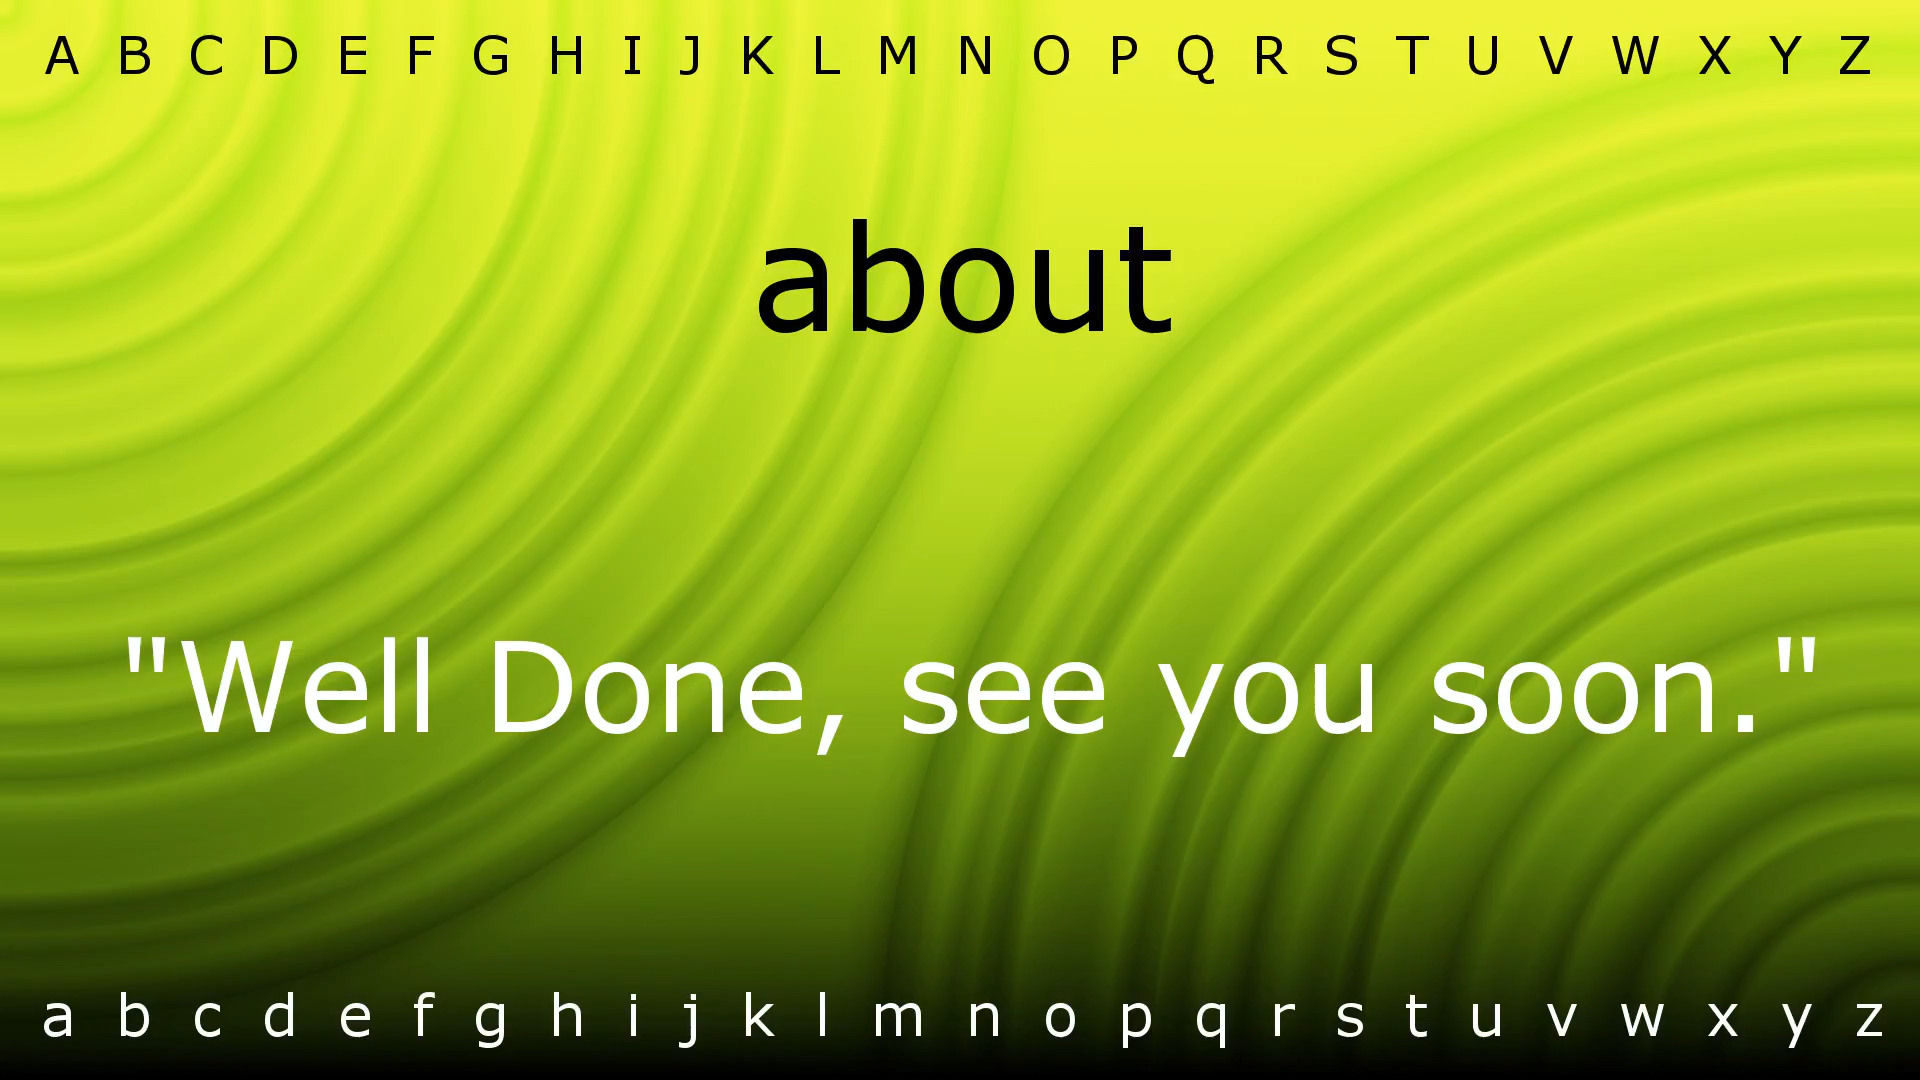 A B C D E F G H I J K L M N O P Q R S T U V W X Y Z
about
"Well Done, see you soon."
a b c d e f g h i j k l m n o p q r s t u v w x y z